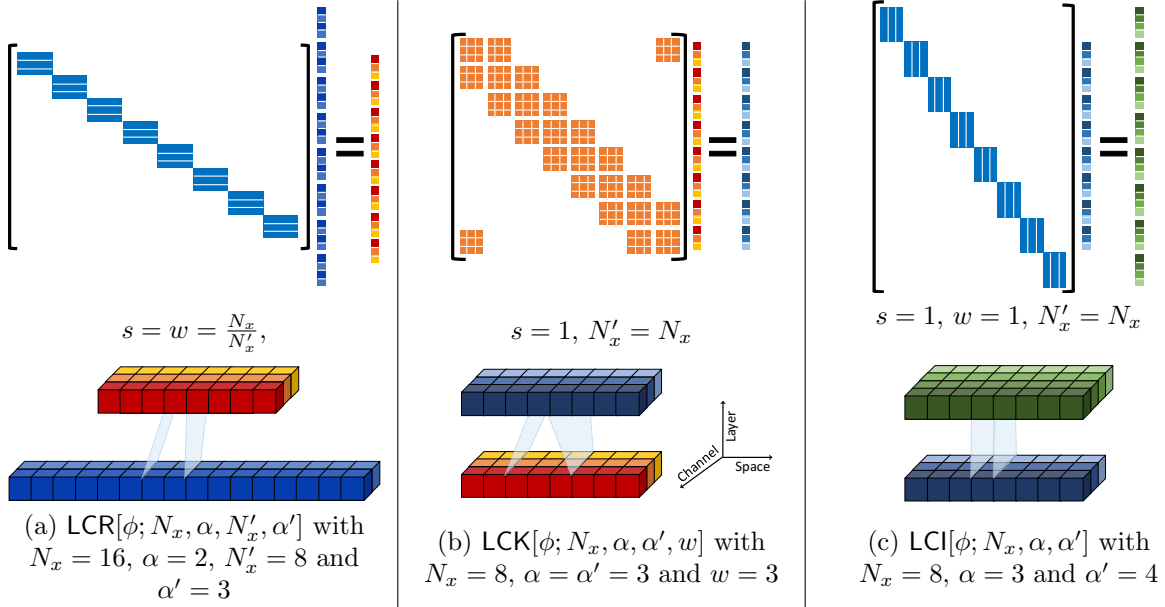 s = w = \frac{N_x}{N'_x},
s = 1, N'_x = N_x
s = 1, w = 1, N'_x = N_x
Layer
Channel
Space
(a) LCR[ϕ; N_x, α, N'_x, α'] with
N_x = 16, α = 2, N'_x = 8 and
α' = 3
(b) LCK[ϕ; N_x, α, α', w] with
N_x = 8, α = α' = 3 and w = 3
(c) LCI[ϕ; N_x, α, α'] with
N_x = 8, α = 3 and α' = 4